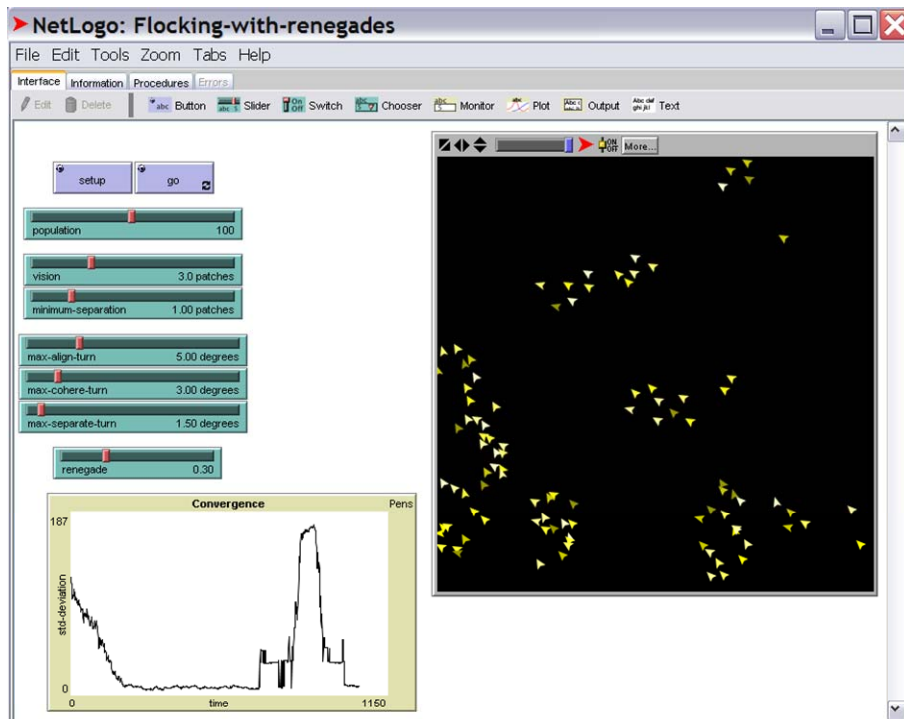 NetLogo: Flocking-with-renegades
File Edit Tools Zoom Tabs Help
Interface Information Procedures Errors
Edit Delete Button Slider Switch Chooser Monitor Plot Output Text
ON
OFF More...
setup go
population 100
vision 3.0 patches
minimum-separation 1.00 patches
max-align-turn 5.00 degrees
max-cohere-turn 3.00 degrees
max-separate-turn 1.50 degrees
renegade 0.30
Convergence Pens
187
std-deviation
0
0 time 1150